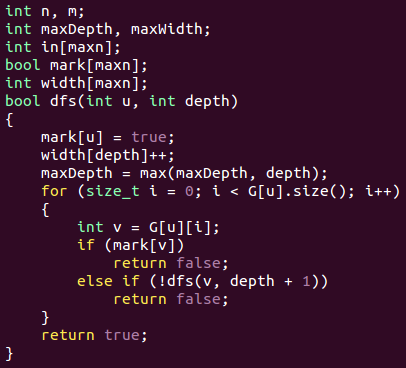 int n, m;
int maxDepth, maxWidth;
int in[maxn];
bool mark[maxn];
int width[maxn];
bool dfs(int u, int depth)
{
    mark[u] = true;
    width[depth]++;
    maxDepth = max(maxDepth, depth);
    for (size_t i = 0; i < G[u].size(); i++)
    {
        int v = G[u][i];
        if (mark[v])
            return false;
        else if (!dfs(v, depth + 1))
            return false;
    }
    return true;
}